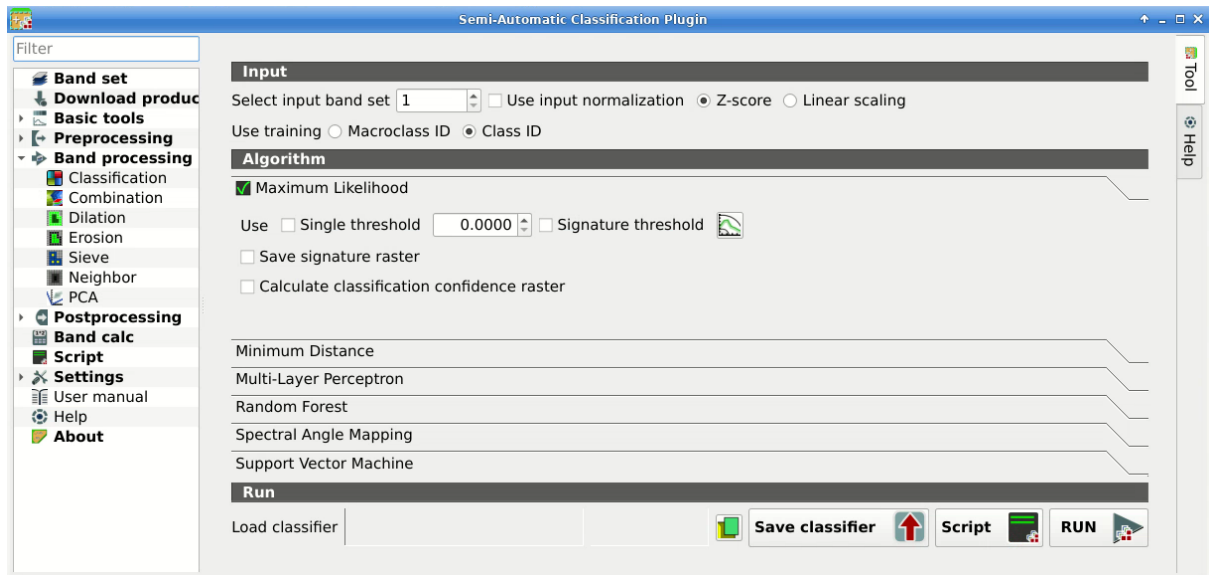 Semi-Automatic Classification Plugin
Filter
Band set
Download produc
Basic tools
Preprocessing
Band processing
Classification
Combination
Dilation
Erosion
Sieve
Neighbor
PCA
Postprocessing
Band calc
Script
Settings
User manual
Help
About
Input
Select input band set 1 Use input normalization Z-score Linear scaling
Use training Macroclass ID Class ID
Algorithm
Maximum Likelihood
Use Single threshold 0.0000 Signature threshold
Save signature raster
Calculate classification confidence raster
Minimum Distance
Multi-Layer Perceptron
Random Forest
Spectral Angle Mapping
Support Vector Machine
Run
Load classifier Save classifier Script RUN
Tool
Help